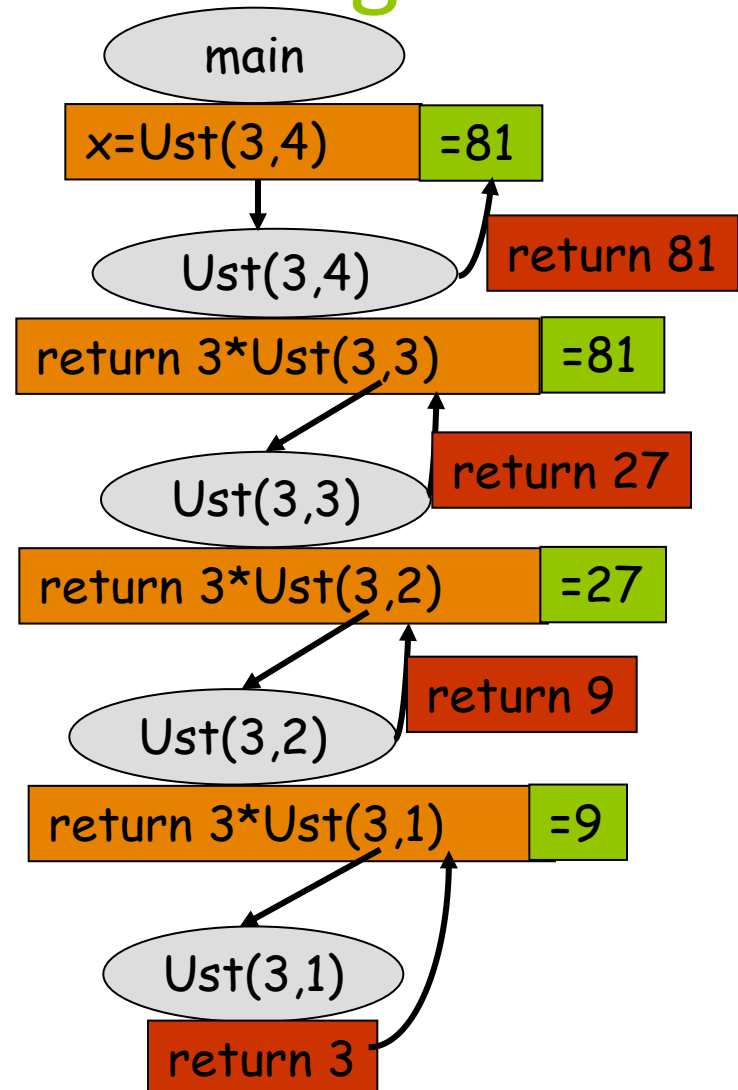 main
x=Ust(3,4) =81
Ust(3,4) return 81
return 3*Ust(3,3) =81
Ust(3,3) return 27
return 3*Ust(3,2) =27
return 9
Ust(3,2)
return 3*Ust(3,1) =9
Ust(3,1)
return 3